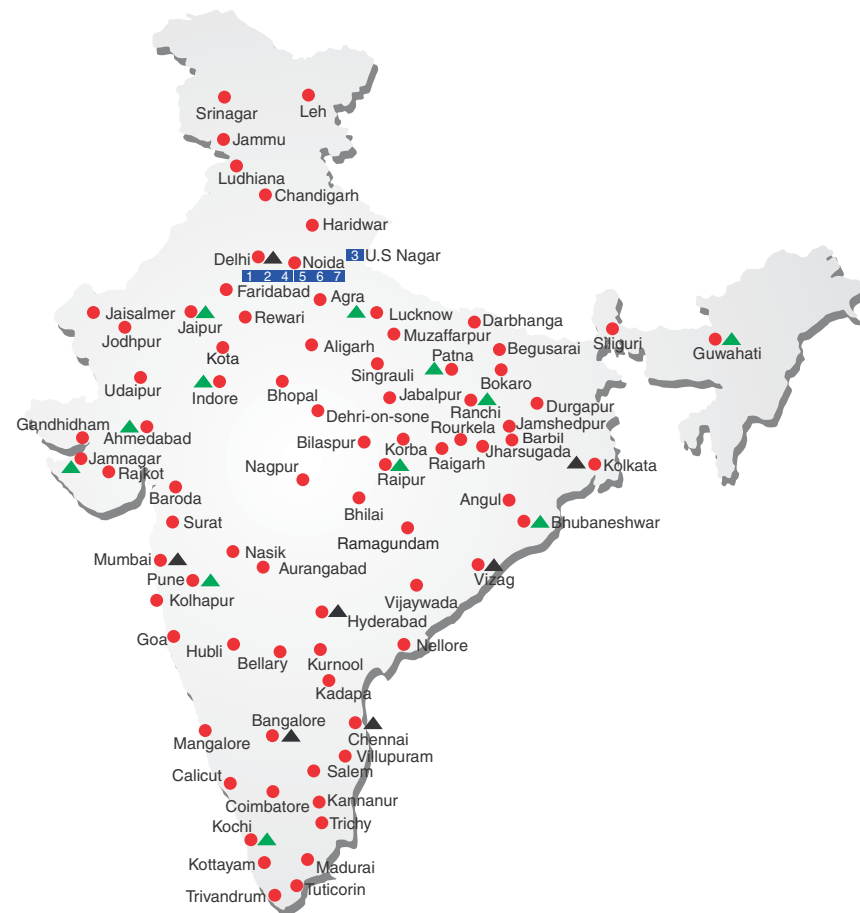 Srinagar
Leh
Jammu
Ludhiana
Chandigarh
Haridwar
Delhi
Noida
3 U.S Nagar
1 2 4 5 6 7
Faridabad
Agra
Jaisalmer
Jaipur
Rewari
Lucknow
Darbhanga
Jodhpur
Muzaffarpur
Siliguri
Guwahati
Kota
Aligarh
Patna
Begusarai
Singrauli
Udaipur
Indore
Bhopal
Jabalpur
Bokaro
Ranchi
Durgapur
Dehri-on-sone
Gandhidham
Ahmedabad
Rourkela
Jamshedpur
Bilaspur
Korba
Barbil
Jharsugada
Raigarh
Jamnagar
Rajkot
Nagpur
Raipur
Kolkata
Baroda
Bhilai
Angul
Surat
Bhubaneshwar
Ramagundam
Nasik
Mumbai
Aurangabad
Pune
Vizag
Kolhapur
Vijaywada
Hyderabad
Goa
Hubli
Bellary
Kurnool
Nellore
Kadapa
Bangalore
Mangalore
Chennai
Villupuram
Calicut
Salem
Coimbatore
Kannanur
Kochi
Trichy
Kottayam
Madurai
Trivandrum
Tuticorin